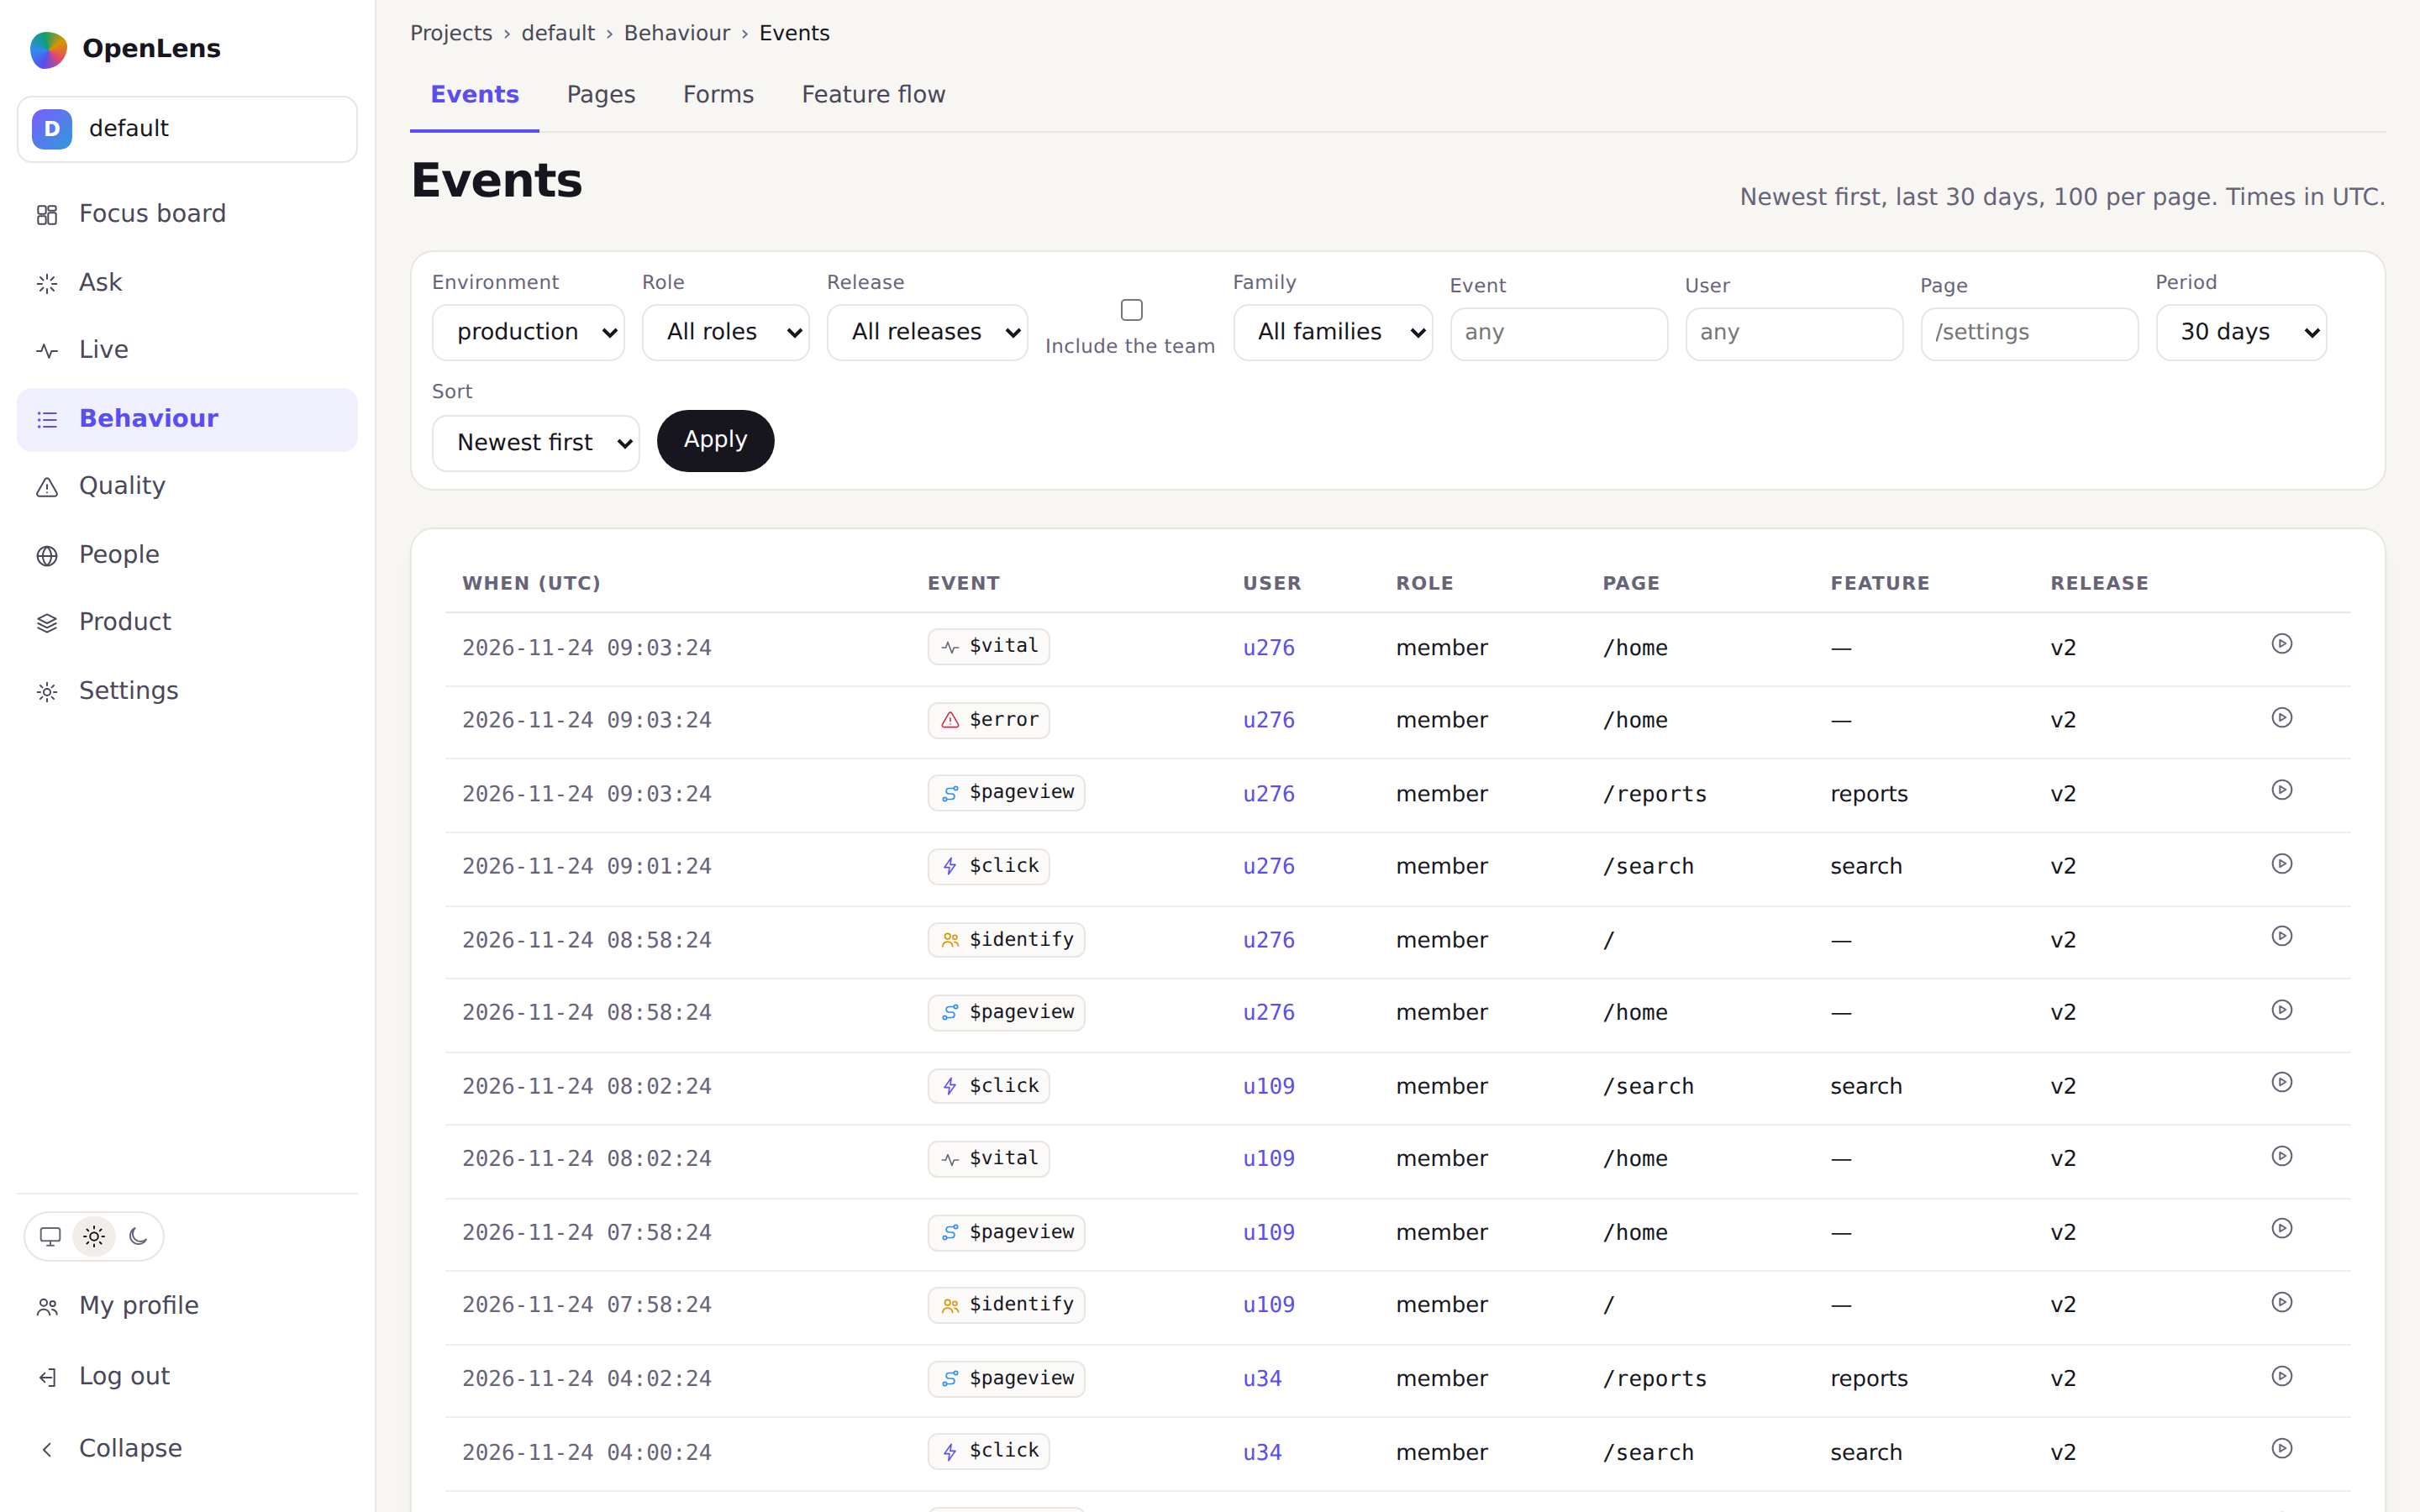 OpenLens
D default
Focus board
Ask
Live
Behaviour
Quality
People
Product
Settings
My profile
Log out
Collapse
Projects › default › Behaviour › Events
Events Pages Forms Feature flow
Events
Newest first, last 30 days, 100 per page. Times in UTC.
Environment Role Release Family Event User Page Period
production All roles All releases Include the team All families any any /settings 30 days
Sort
Newest first Apply
WHEN (UTC) EVENT USER ROLE PAGE FEATURE RELEASE
2026-11-24 09:03:24 $vital u276 member /home — v2
2026-11-24 09:03:24 $error u276 member /home — v2
2026-11-24 09:03:24 $pageview u276 member /reports reports v2
2026-11-24 09:01:24 $click u276 member /search search v2
2026-11-24 08:58:24 $identify u276 member / — v2
2026-11-24 08:58:24 $pageview u276 member /home — v2
2026-11-24 08:02:24 $click u109 member /search search v2
2026-11-24 08:02:24 $vital u109 member /home — v2
2026-11-24 07:58:24 $pageview u109 member /home — v2
2026-11-24 07:58:24 $identify u109 member / — v2
2026-11-24 04:02:24 $pageview u34 member /reports reports v2
2026-11-24 04:00:24 $click u34 member /search search v2